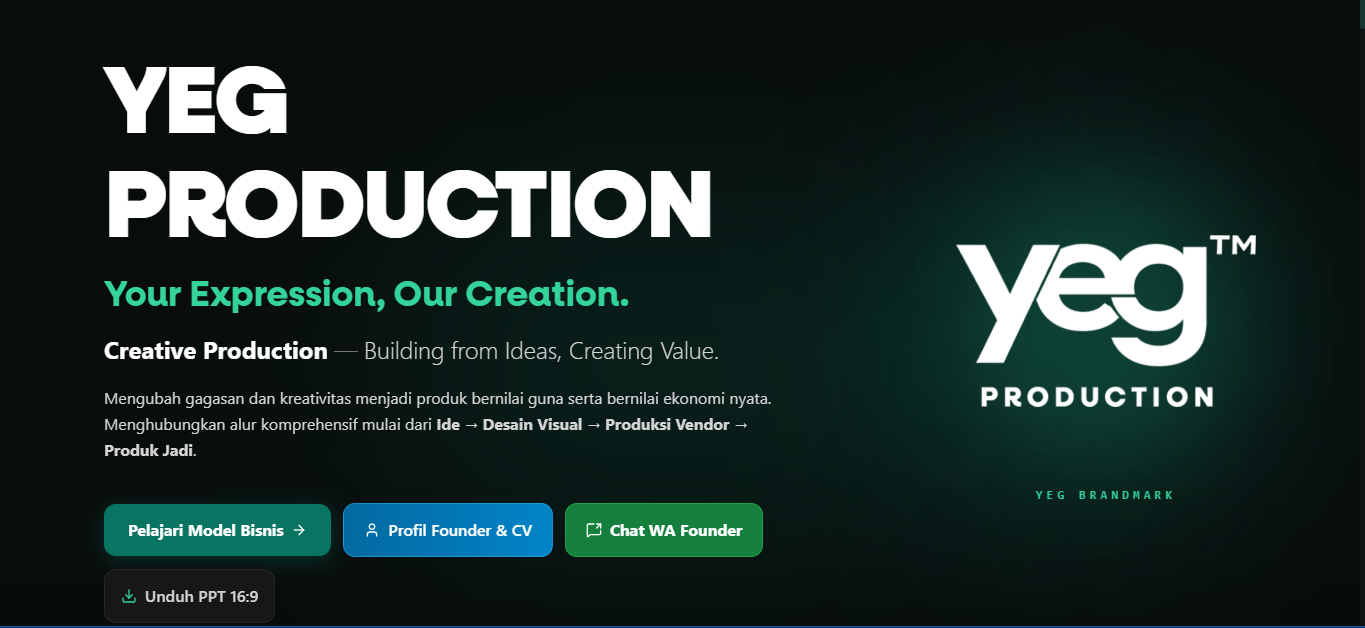 YEG
PRODUCTION
Your Expression, Our Creation.
Creative Production — Building from Ideas, Creating Value.
Mengubah gagasan dan kreativitas menjadi produk bernilai guna serta bernilai ekonomi nyata.
Menghubungkan alur komprehensif mulai dari Ide → Desain Visual → Produksi Vendor →
Produk Jadi.
Pelajari Model Bisnis →
Profil Founder & CV
Chat WA Founder
Unduh PPT 16:9
yeg™
PRODUCTION
YEG BRANDMARK